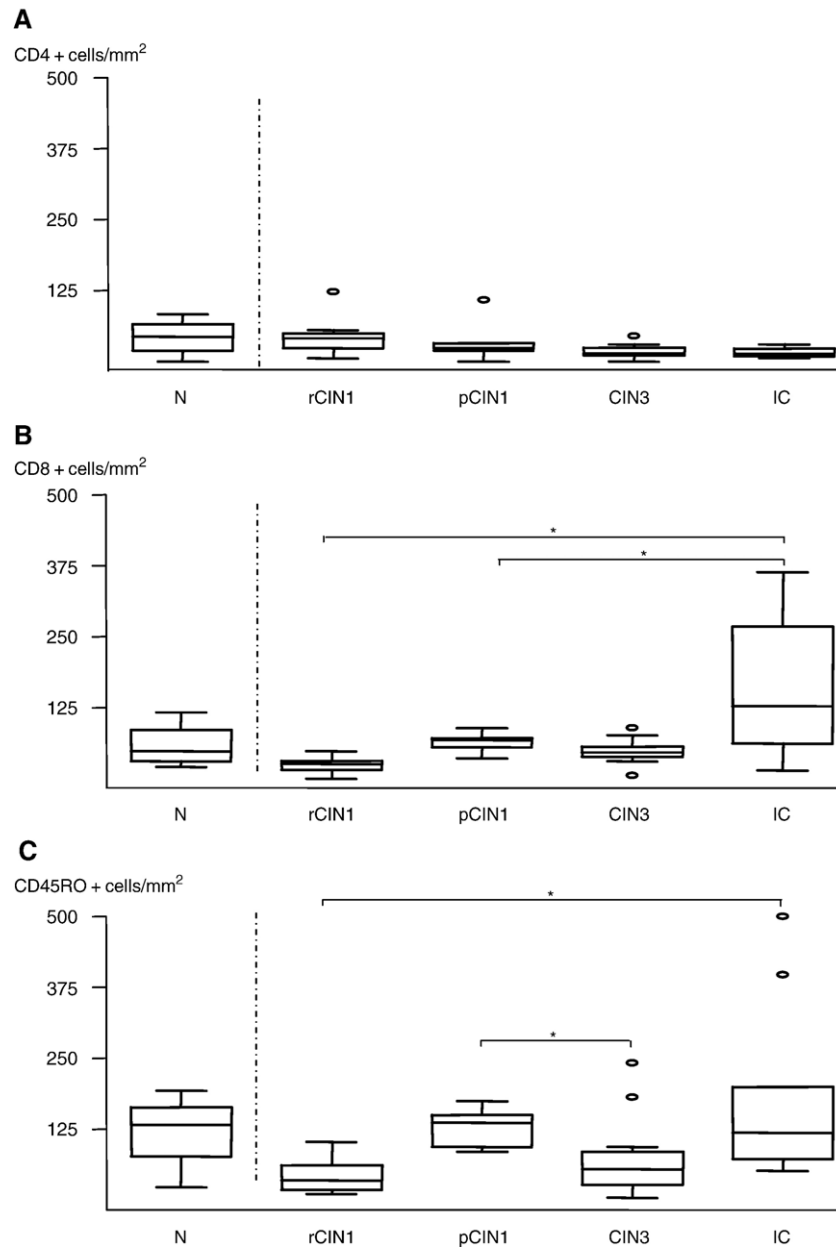 A
CD4 + cells/mm²
500
375
250
125
N rCIN1 pCIN1 CIN3 IC
B
CD8 + cells/mm²
500
*
375
*
250
125
N rCIN1 pCIN1 CIN3 IC
C
CD45RO + cells/mm²
*
500
375
250
*
125
N rCIN1 pCIN1 CIN3 IC